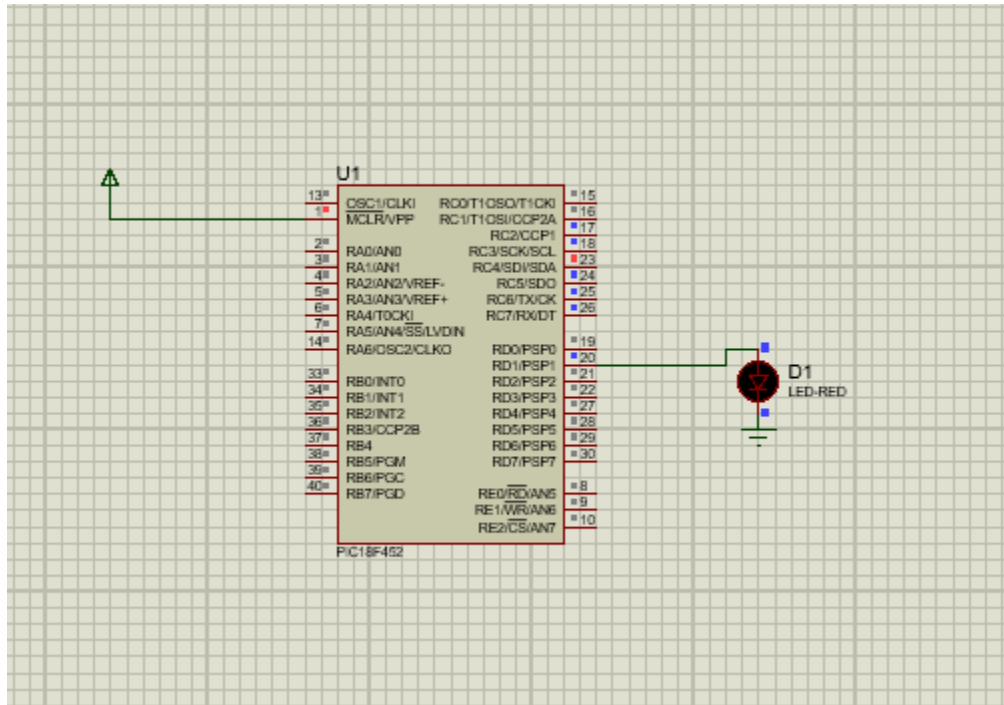 U1
13
OSC1/CLKI
RC0/T1OSO/T1CKI
15
1
MCLR/VPP
RC1/T1OSI/CCP2A
16
RC2/CCP1
17
2
RA0/AN0
RC3/SCK/SCL
18
3
RA1/AN1
RC4/SDI/SDA
23
4
RA2/AN2/VREF-
RC5/SDO
24
5
RA3/AN3/VREF+
RC6/TX/CK
25
6
RA4/T0CKI
RC7/RX/DT
26
7
RA5/AN4/SS/LVDIN
14
RA6/OSC2/CLKO
RD0/PSP0
19
RD1/PSP1
20
33
RB0/INT0
RD2/PSP2
21
34
RB1/INT1
RD3/PSP3
22
35
RB2/INT2
RD4/PSP4
27
36
RB3/CCP2B
RD5/PSP5
28
37
RB4
RD6/PSP6
29
38
RB5/PGM
RD7/PSP7
30
39
RB6/PGC
40
RB7/PGD
RE0/RD/AN5
8
RE1/WR/AN6
9
RE2/CS/AN7
10
PIC18F452
D1
LED-RED